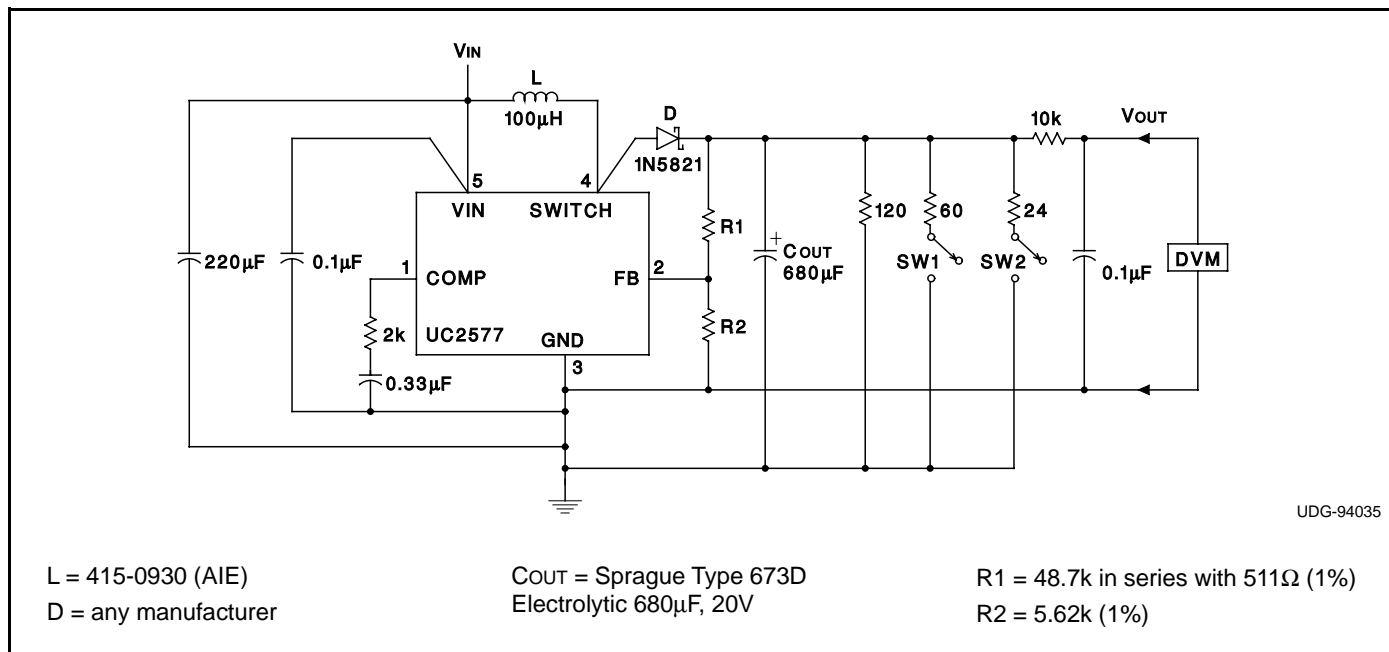 VIN
L
100µH
D
1N5821
10k
VOUT
5
4
VIN
SWITCH
R1
120
60
24
220µF
0.1µF
1
COMP
FB
2
+
COUT
680µF
SW1
SW2
0.1µF
DVM
2k
UC2577
GND
R2
3
0.33µF
UDG-94035
L = 415-0930 (AIE)
D = any manufacturer
COUT = Sprague Type 673D
Electrolytic 680µF, 20V
R1 = 48.7k in series with 511Ω (1%)
R2 = 5.62k (1%)